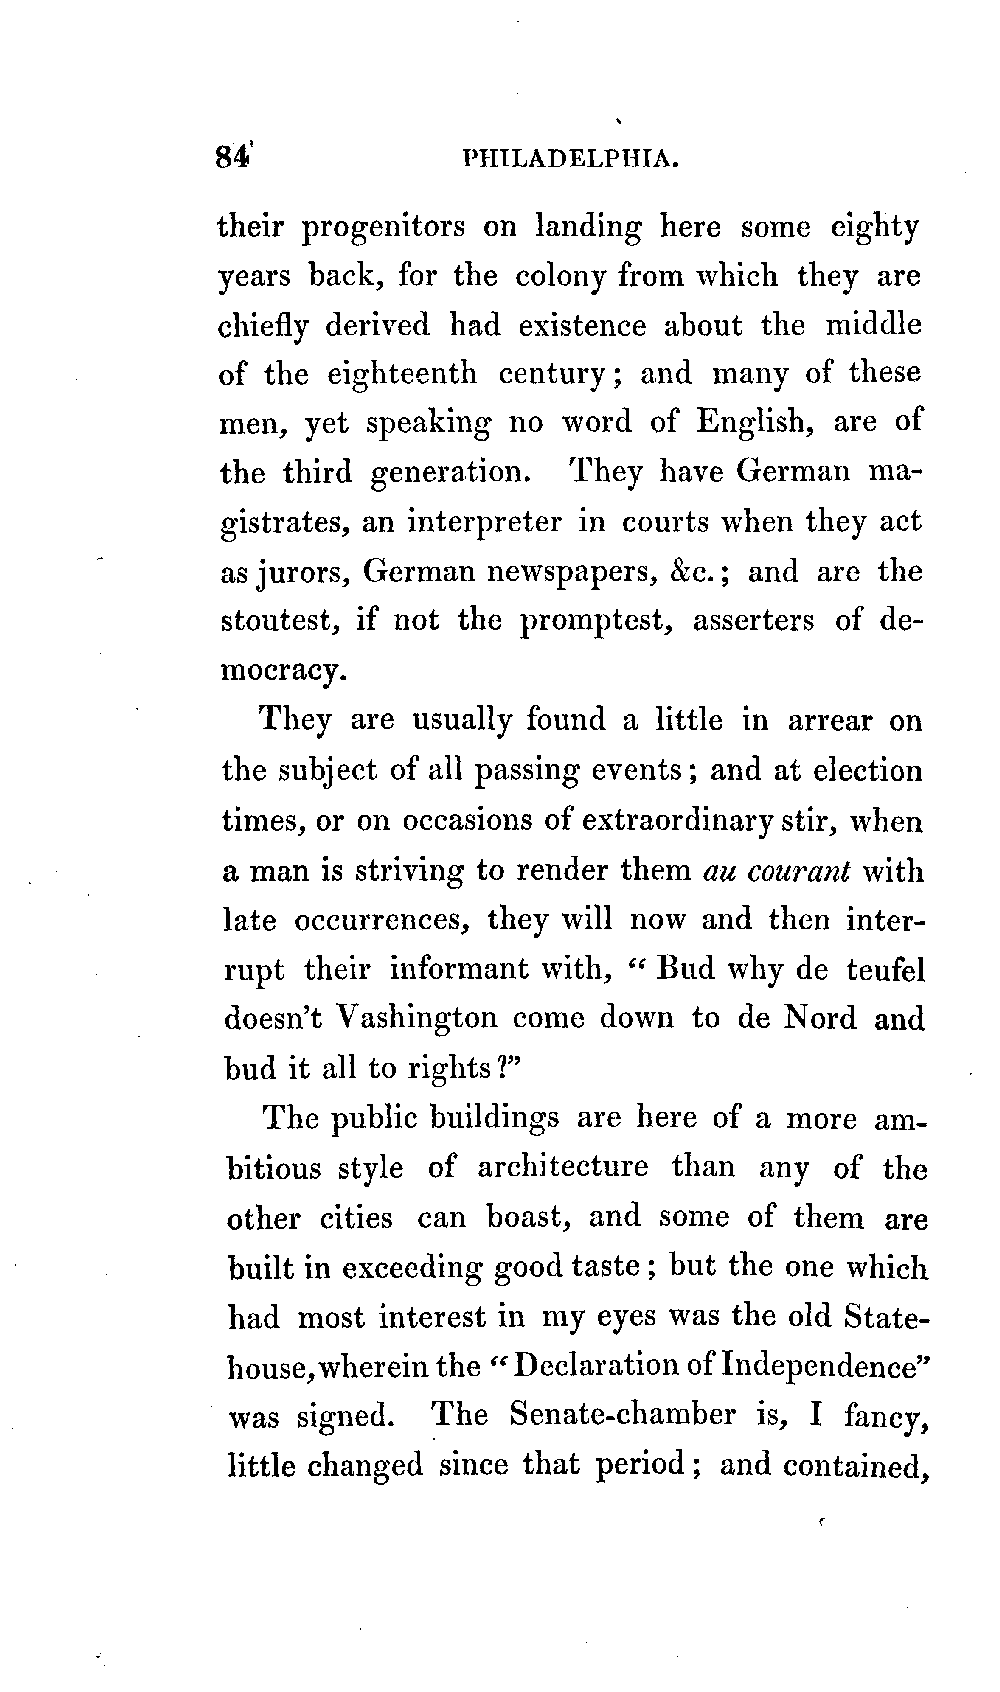 84 PHILADELPHIA.
their progenitors on landing here some eighty
years back, for the colony from which they are
chiefly derived had existence about the middle
of the eighteenth century; and many of these
men, yet speaking no word of English, are of
the third generation. They have German ma-
gistrates, an interpreter in courts when they act
as jurors, German newspapers, &c.; and are the
stoutest, if not the promptest, asserters of de-
mocracy.
They are usually found a little in arrear on
the subject of all passing events; and at election
times, or on occasions of extraordinary stir, when
a man is striving to render them au courant with
late occurrences, they will now and then inter-
rupt their informant with, “Bud why de teufel
doesn't Vashington come down to de Nord and
bud it all to rights?”
The public buildings are here of a more am-
bitious style of architecture than any of the
other cities can boast, and some of them are
built in exceeding good taste; but the one which
had most interest in my eyes was the old State-
house, wherein the “Declaration of Independence”
was signed. The Senate-chamber is, I fancy,
little changed since that period; and contained,